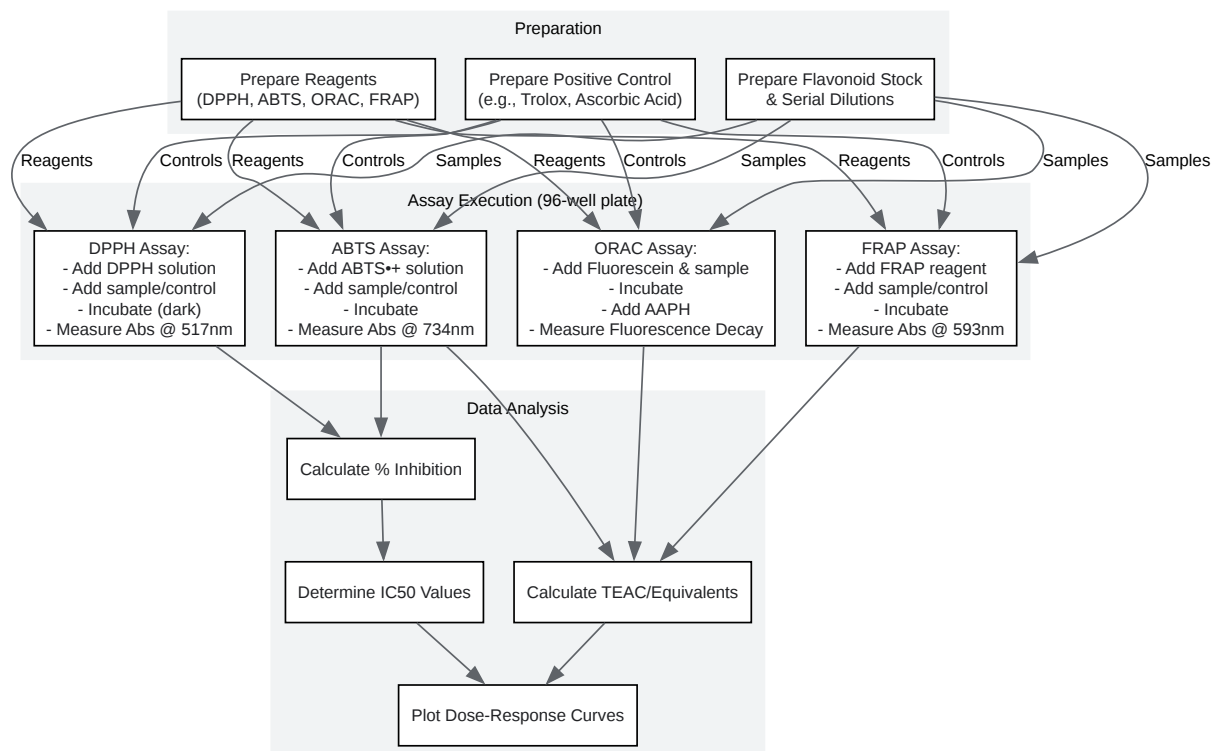 Preparation
Prepare Reagents
(DPPH, ABTS, ORAC, FRAP)
Prepare Positive Control
(e.g., Trolox, Ascorbic Acid)
Prepare Flavonoid Stock
& Serial Dilutions
Reagents
Controls
Reagents
Controls
Samples
Reagents
Controls
Samples
Reagents
Controls
Samples
Samples
Assay Execution (96-well plate)
DPPH Assay:
- Add DPPH solution
- Add sample/control
- Incubate (dark)
- Measure Abs @ 517nm
ABTS Assay:
- Add ABTS•+ solution
- Add sample/control
- Incubate
- Measure Abs @ 734nm
ORAC Assay:
- Add Fluorescein & sample
- Incubate
- Add AAPH
- Measure Fluorescence Decay
FRAP Assay:
- Add FRAP reagent
- Add sample/control
- Incubate
- Measure Abs @ 593nm
Data Analysis
Calculate % Inhibition
Determine IC50 Values
Calculate TEAC/Equivalents
Plot Dose-Response Curves